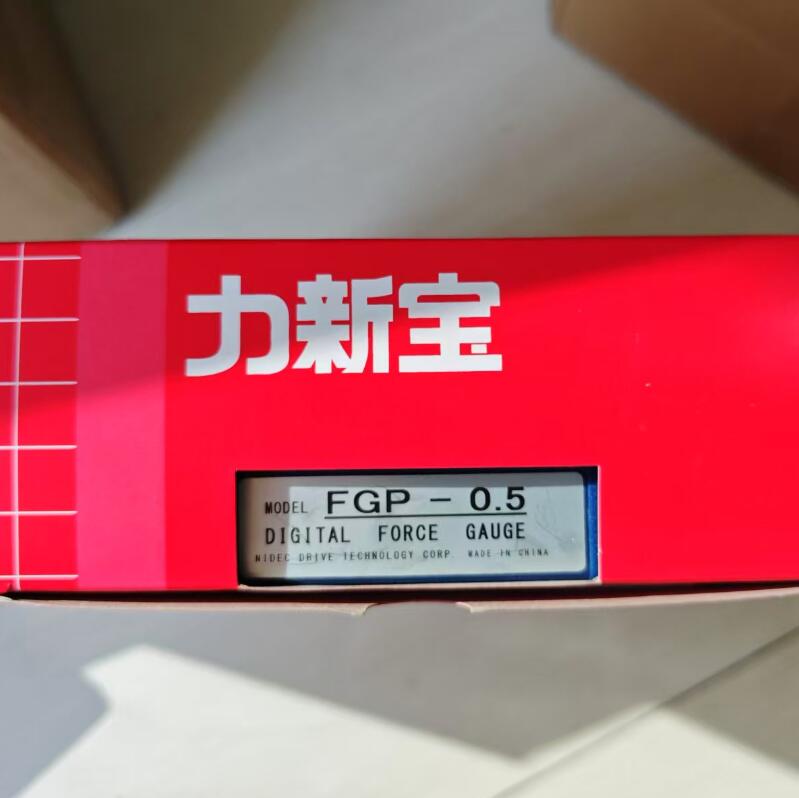 力新宝
MODEL FGP - 0.5
DIGITAL FORCE GAUGE
NIDEC DRIVE TECHNOLOGY CORP. MADE IN CHINA